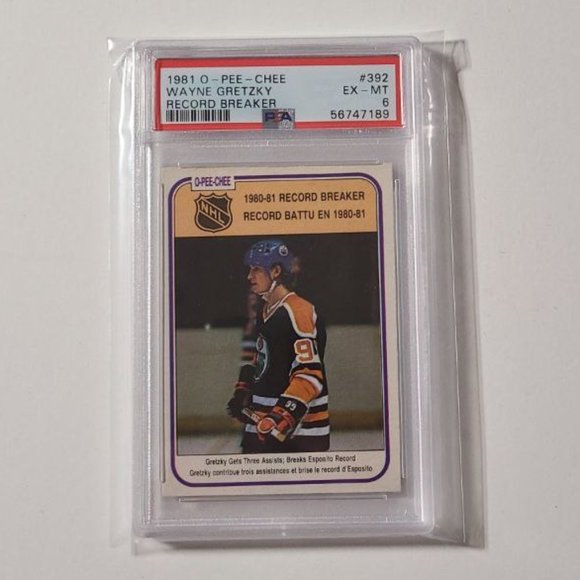 1981 O-PEE-CHEE #392
WAYNE GRETZKY EX-MT
RECORD BREAKER 6
PSA 56747189
O-PEE-CHEE
NHL
1980-81 RECORD BREAKER
RECORD BATTU EN 1980-81
9
99
Gretzky Gets Three Assists; Breaks Esposito Record
Gretzky contribue trois assistances et brise le record d'Esposito